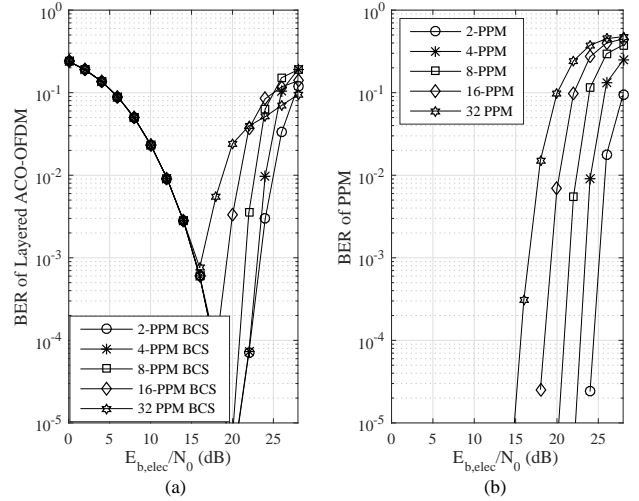 BER of Layered ACO-OFDM
10^0
10^-1
10^-2
10^-3
10^-4
10^-5
2-PPM BCS
4-PPM BCS
8-PPM BCS
16-PPM BCS
32 PPM BCS
0 5 10 15 20 25
E_b,elec/N_0 (dB)
(a)
BER of PPM
10^0
10^-1
10^-2
10^-3
10^-4
10^-5
2-PPM
4-PPM
8-PPM
16-PPM
32 PPM
0 5 10 15 20 25
E_b,elec/N_0 (dB)
(b)